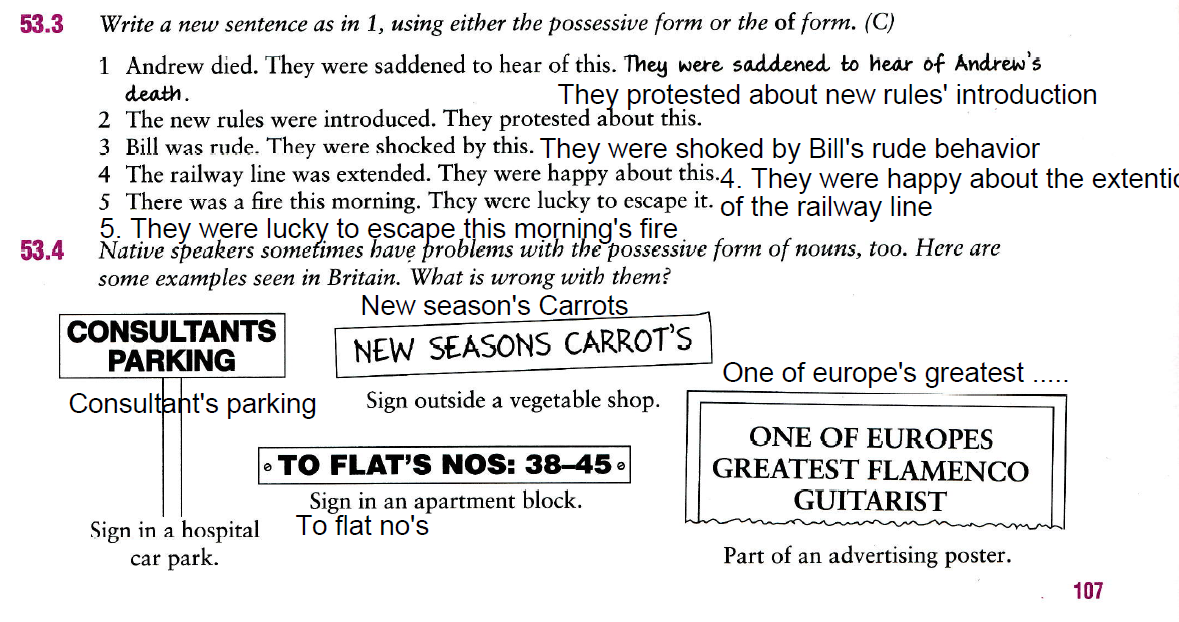 53.3 Write a new sentence as in 1, using either the possessive form or the of form. (C)
1 Andrew died. They were saddened to hear of this. They were saddened to hear of Andrew's
death.
They protested about new rules' introduction
2 The new rules were introduced. They protested about this.
3 Bill was rude. They were shocked by this. They were shoked by Bill's rude behavior
4 The railway line was extended. They were happy about this. 4. They were happy about the extentic
5 There was a fire this morning. They were lucky to escape it. of the railway line
5. They were lucky to escape this morning's fire
53.4 Native speakers sometimes have problems with the possessive form of nouns, too. Here are
some examples seen in Britain. What is wrong with them?
CONSULTANTS
PARKING
Consultant's parking
Sign in a hospital
car park.
New season's Carrots
NEW SEASONS CARROT'S
Sign outside a vegetable shop.
TO FLAT'S NOS: 38–45
Sign in an apartment block.
To flat no's
One of europe's greatest .....
ONE OF EUROPES
GREATEST FLAMENCO
GUITARIST
Part of an advertising poster.
107